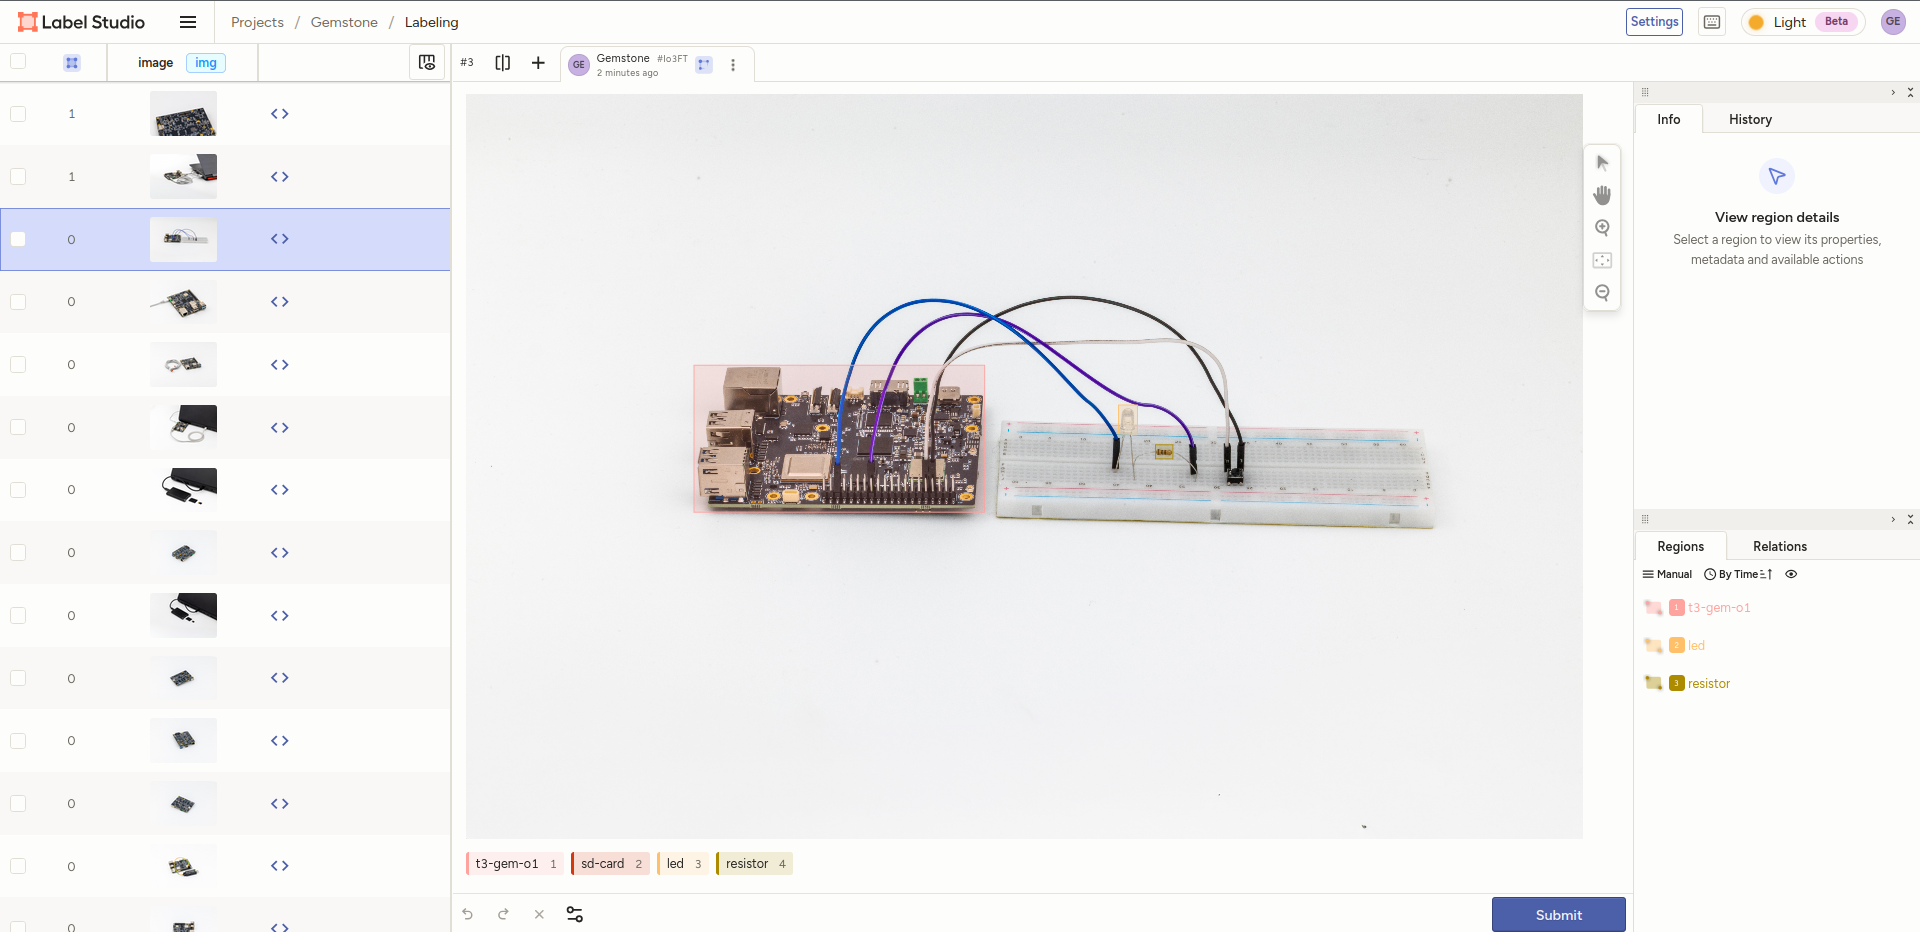 Label Studio
Projects / Gemstone / Labeling
Settings
Light Beta
GE
image img
#3
GE
Gemstone #Io3FT
2 minutes ago
1
1
0
0
0
0
0
0
0
0
0
0
0
0
Info
History
View region details
Select a region to view its properties,
metadata and available actions
Regions
Relations
Manual
By Time
1 t3-gem-o1
2 led
3 resistor
t3-gem-o1 1
sd-card 2
led 3
resistor 4
Submit